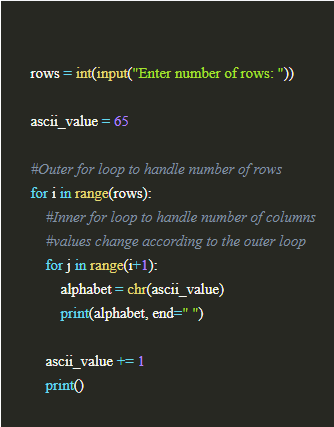 rows = int(input("Enter number of rows: "))
ascii_value = 65
#Outer for loop to handle number of rows
for i in range(rows):
    #Inner for loop to handle number of columns
    #values change according to the outer loop
    for j in range(i+1):
        alphabet = chr(ascii_value)
        print(alphabet, end=" ")
    ascii_value += 1
    print()